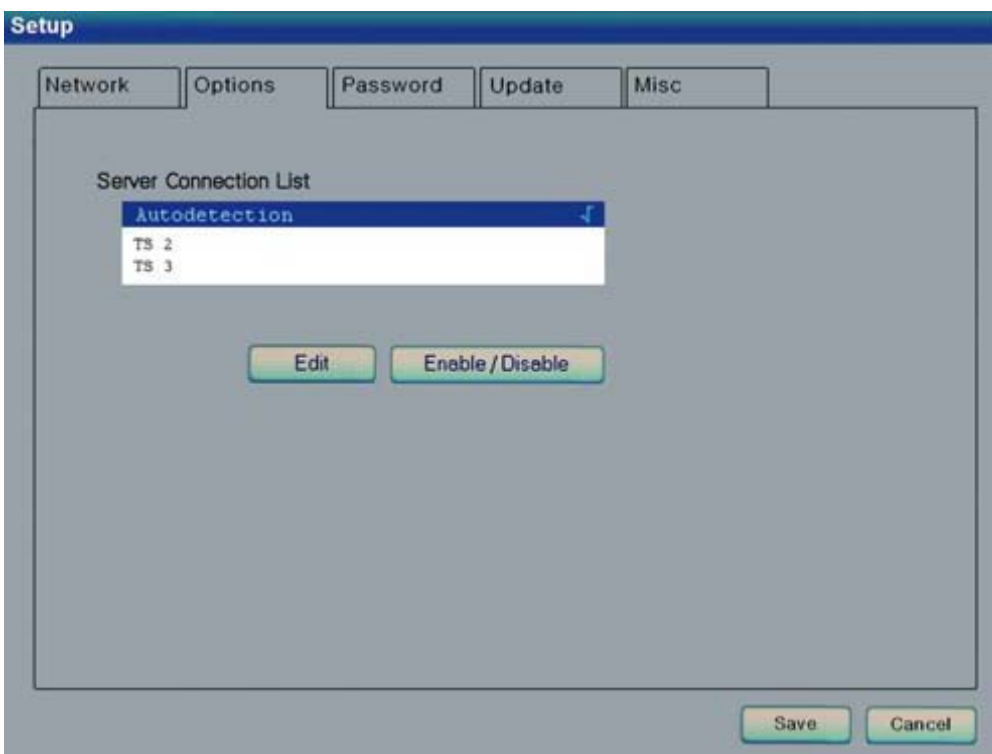 Setup
Network Options Password Update Misc
Server Connection List
Autodetection √
TS 2
TS 3
Edit Enable/Disable
Save Cancel